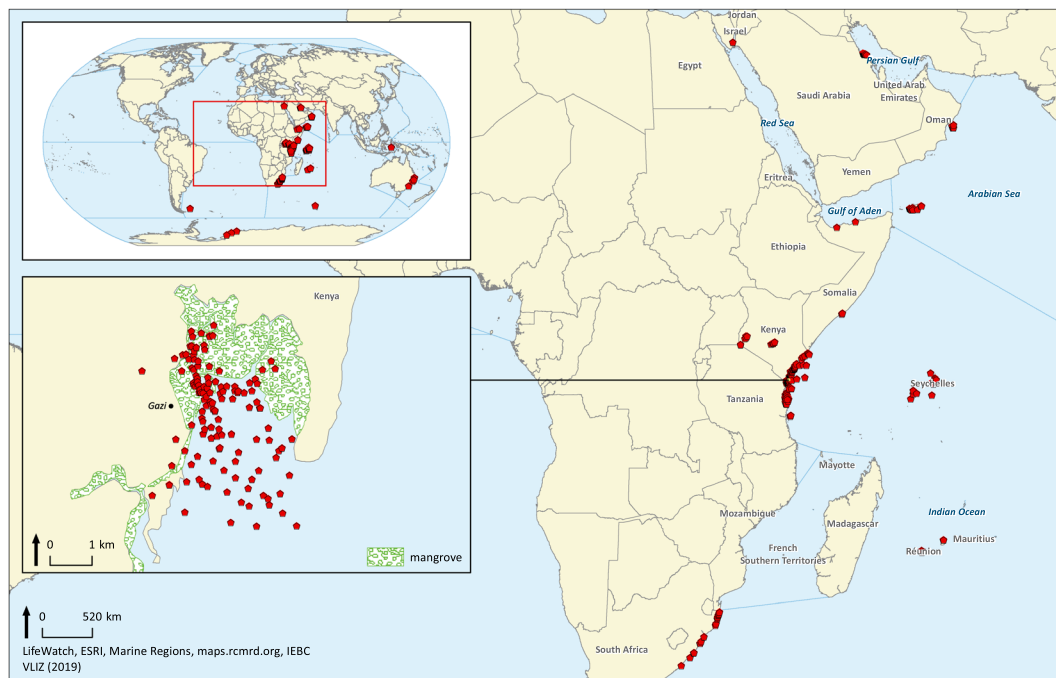 Jordan
Israel
Egypt
Persian Gulf
Saudi Arabia
United Arab
Emirates
Red Sea
Oman
Yemen
Eritrea
Arabian Sea
Gulf of Aden
Ethiopia
Somalia
Kenya
Kenya
Seychelles
Tanzania
Gazi
Mayotte
Mozambique
Madagascar
Indian Ocean
Mauritius
Réunion
French
Southern Territories
0 1 km
mangrove
0 520 km
South Africa
LifeWatch, ESRI, Marine Regions, maps.rcmrd.org, IEBC
VLIZ (2019)